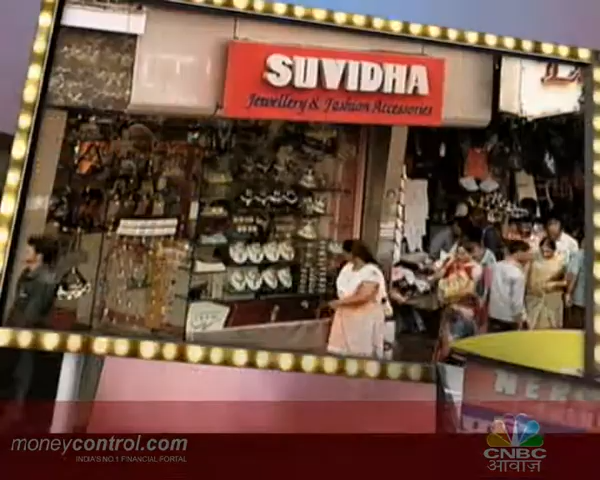 SUVIDHA
Jewellery & Fashion Accessories
moneycontrol.com
INDIA'S NO.1 FINANCIAL PORTAL
CNBC
आवाज़